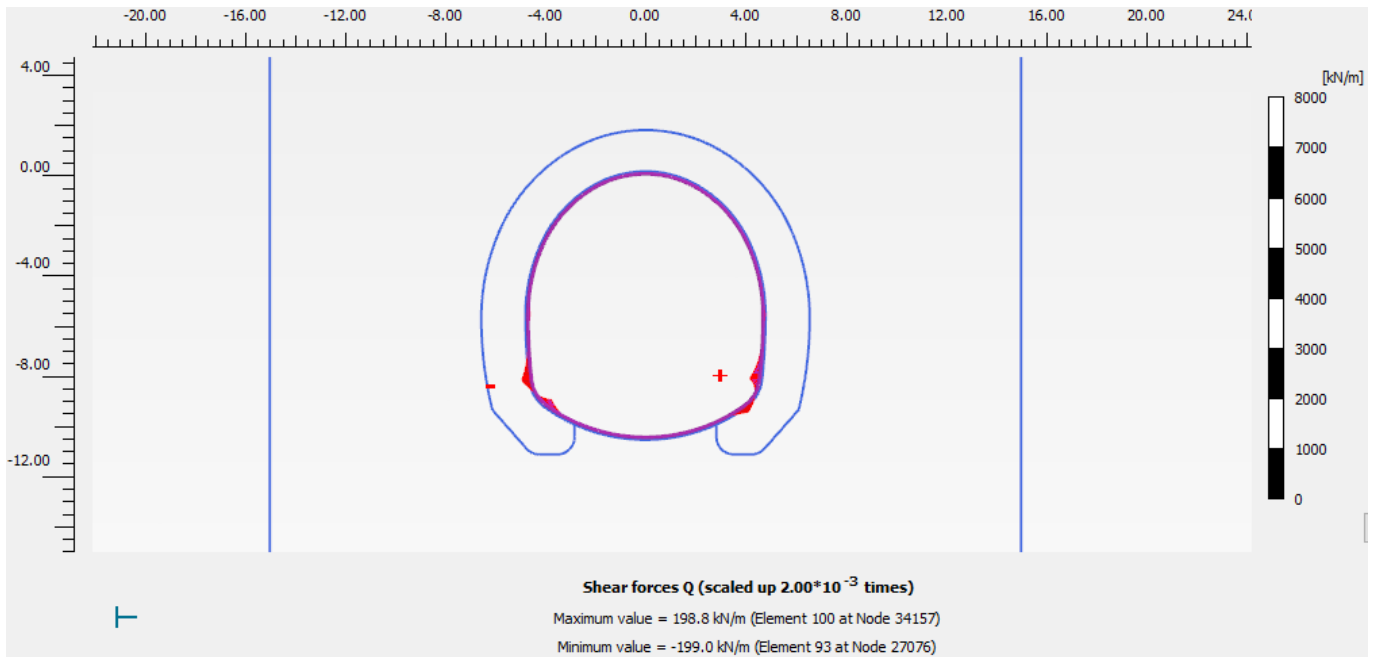 -20.00 -16.00 -12.00 -8.00 -4.00 0.00 4.00 8.00 12.00 16.00 20.00 24.0
4.00
0.00
-4.00
-8.00
-12.00
[kN/m]
8000
7000
6000
5000
4000
3000
2000
1000
0
Shear forces Q (scaled up 2.00*10 -3 times)
Maximum value = 198.8 kN/m (Element 100 at Node 34157)
Minimum value = -199.0 kN/m (Element 93 at Node 27076)